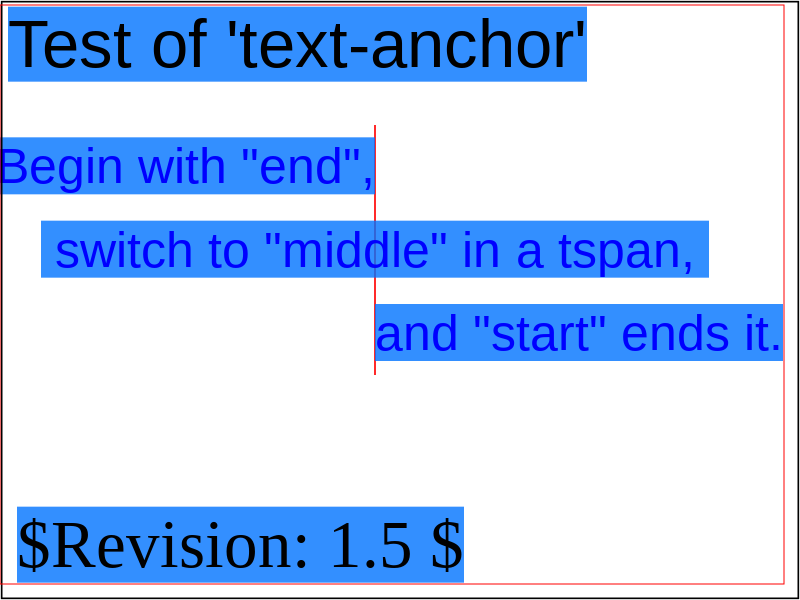 Test of 'text-anchor'
Begin with "end",
switch to "middle" in a tspan,
and "start" ends it.
$Revision: 1.5 $